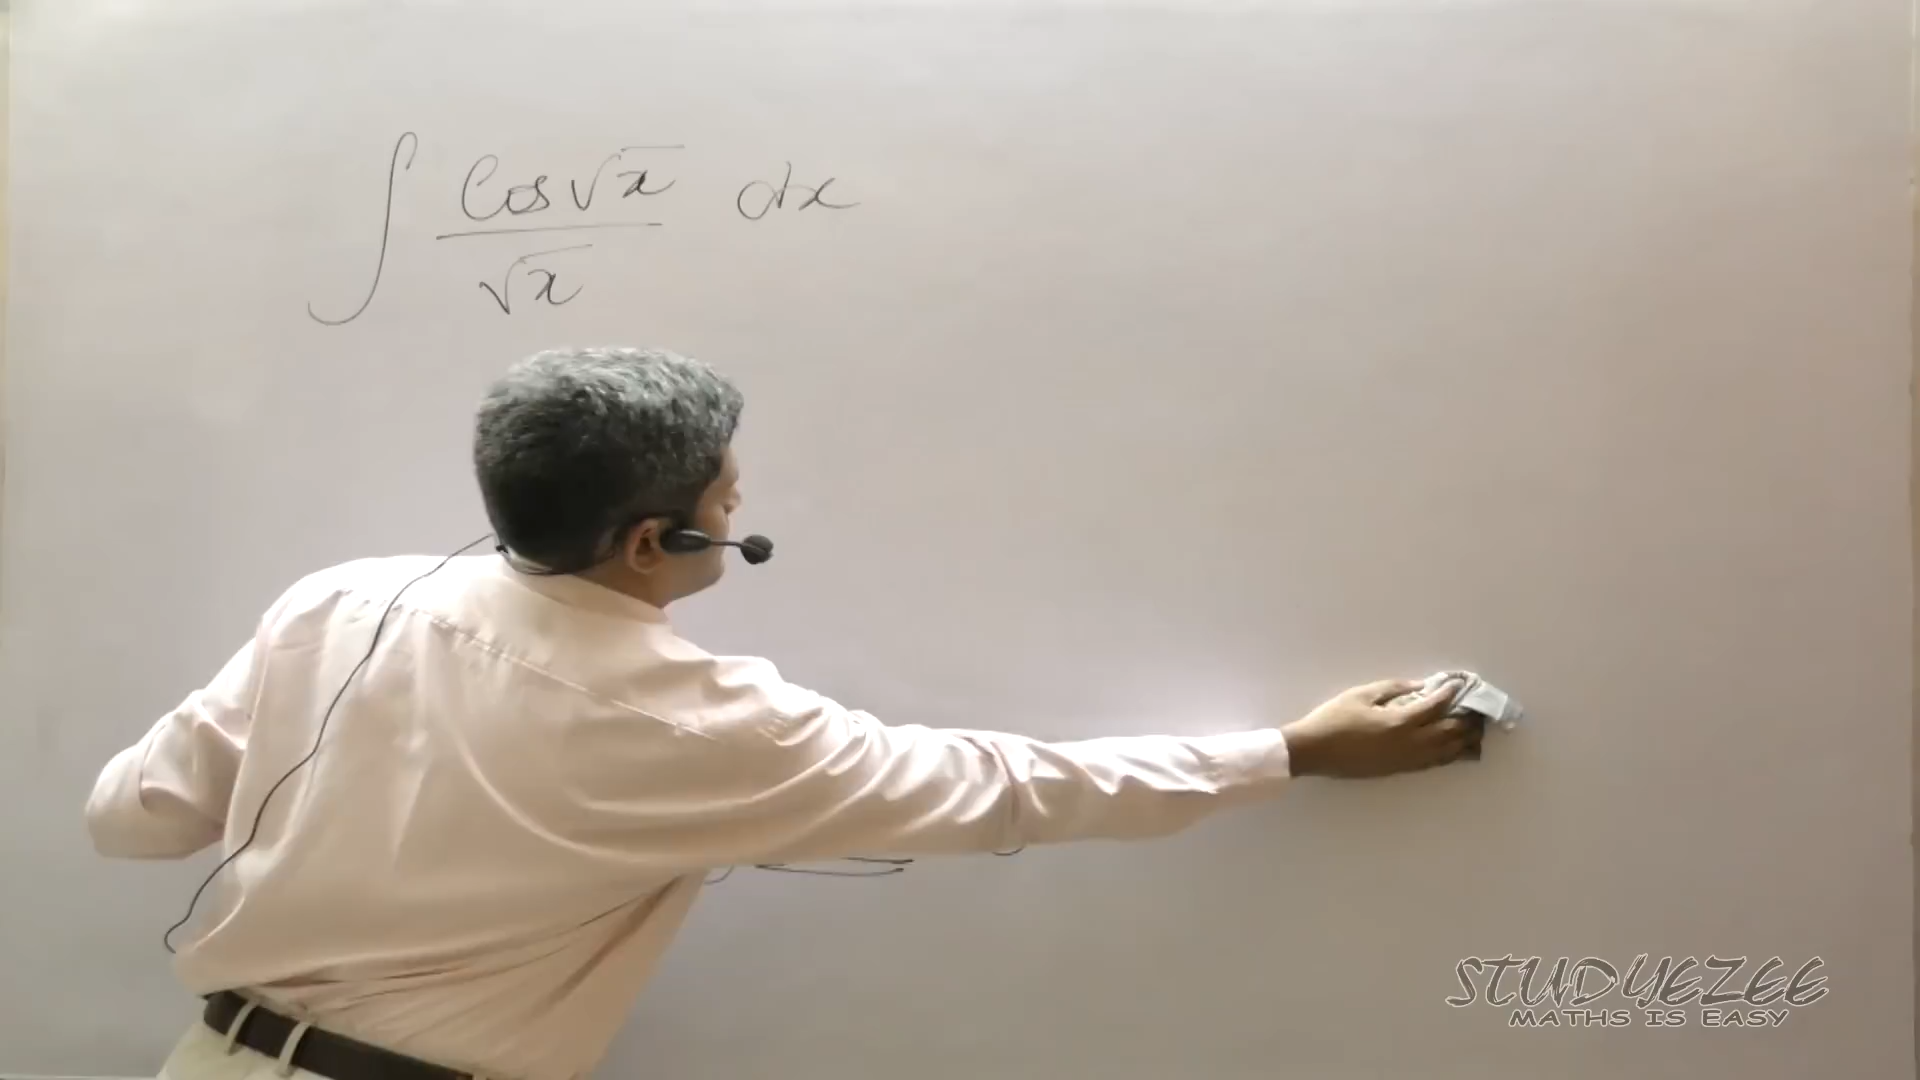 ∫ Cos√x / √x dx
STUDYEZEE
MATHS IS EASY